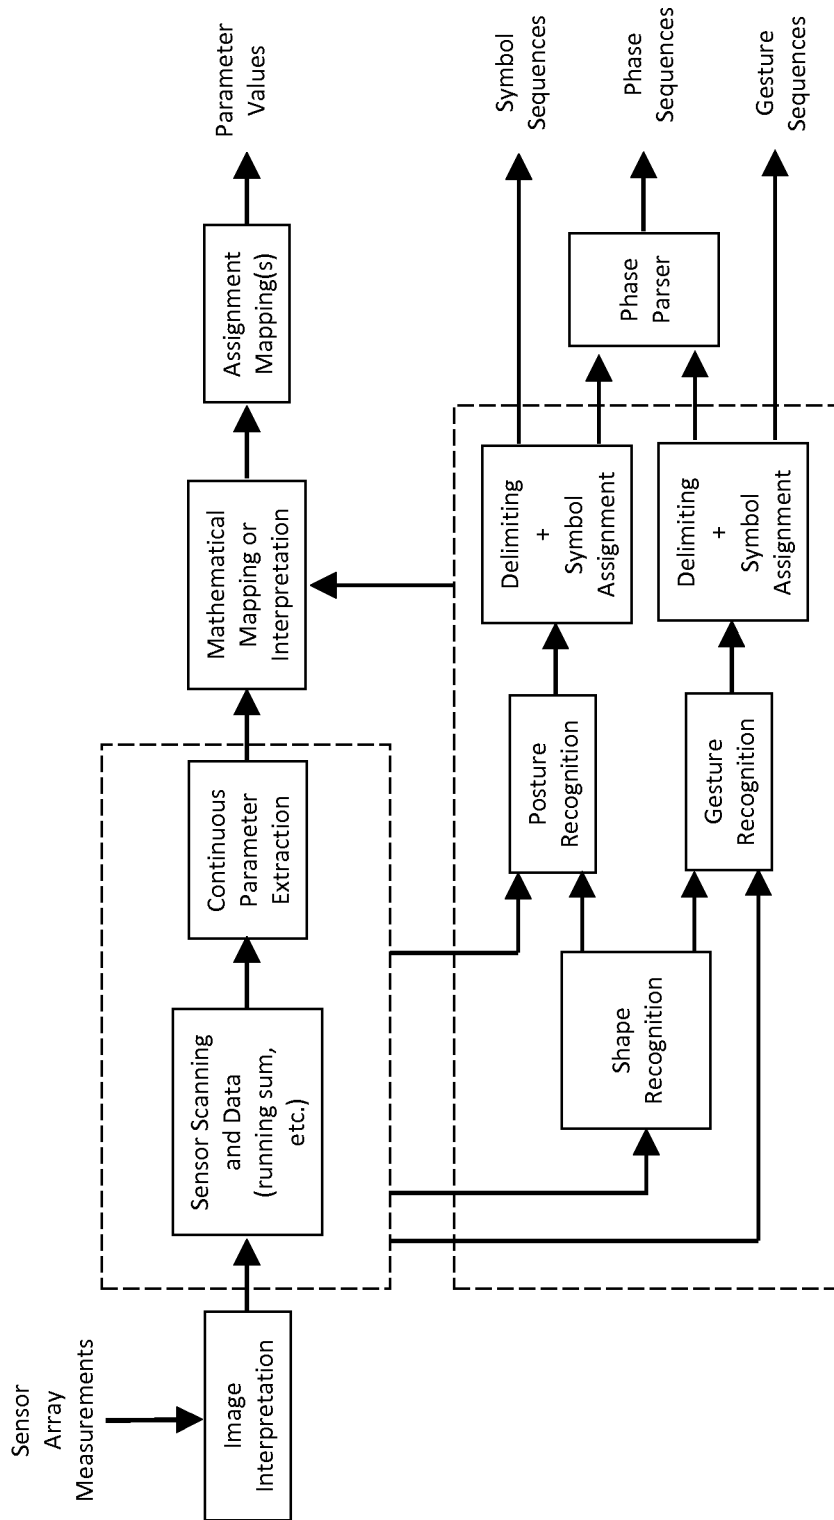 Sensor
Array
Measurements
Image
Interpretation
Sensor Scanning
and Data
(running sum,
etc.)
Continuous
Parameter
Extraction
Mathematical
Mapping or
Interpretation
Assignment
Mapping(s)
Parameter
Values
Shape
Recognition
Posture
Recognition
Delimiting
+
Symbol
Assignment
Symbol
Sequences
Phase
Parser
Phase
Sequences
Gesture
Recognition
Delimiting
+
Symbol
Assignment
Gesture
Sequences